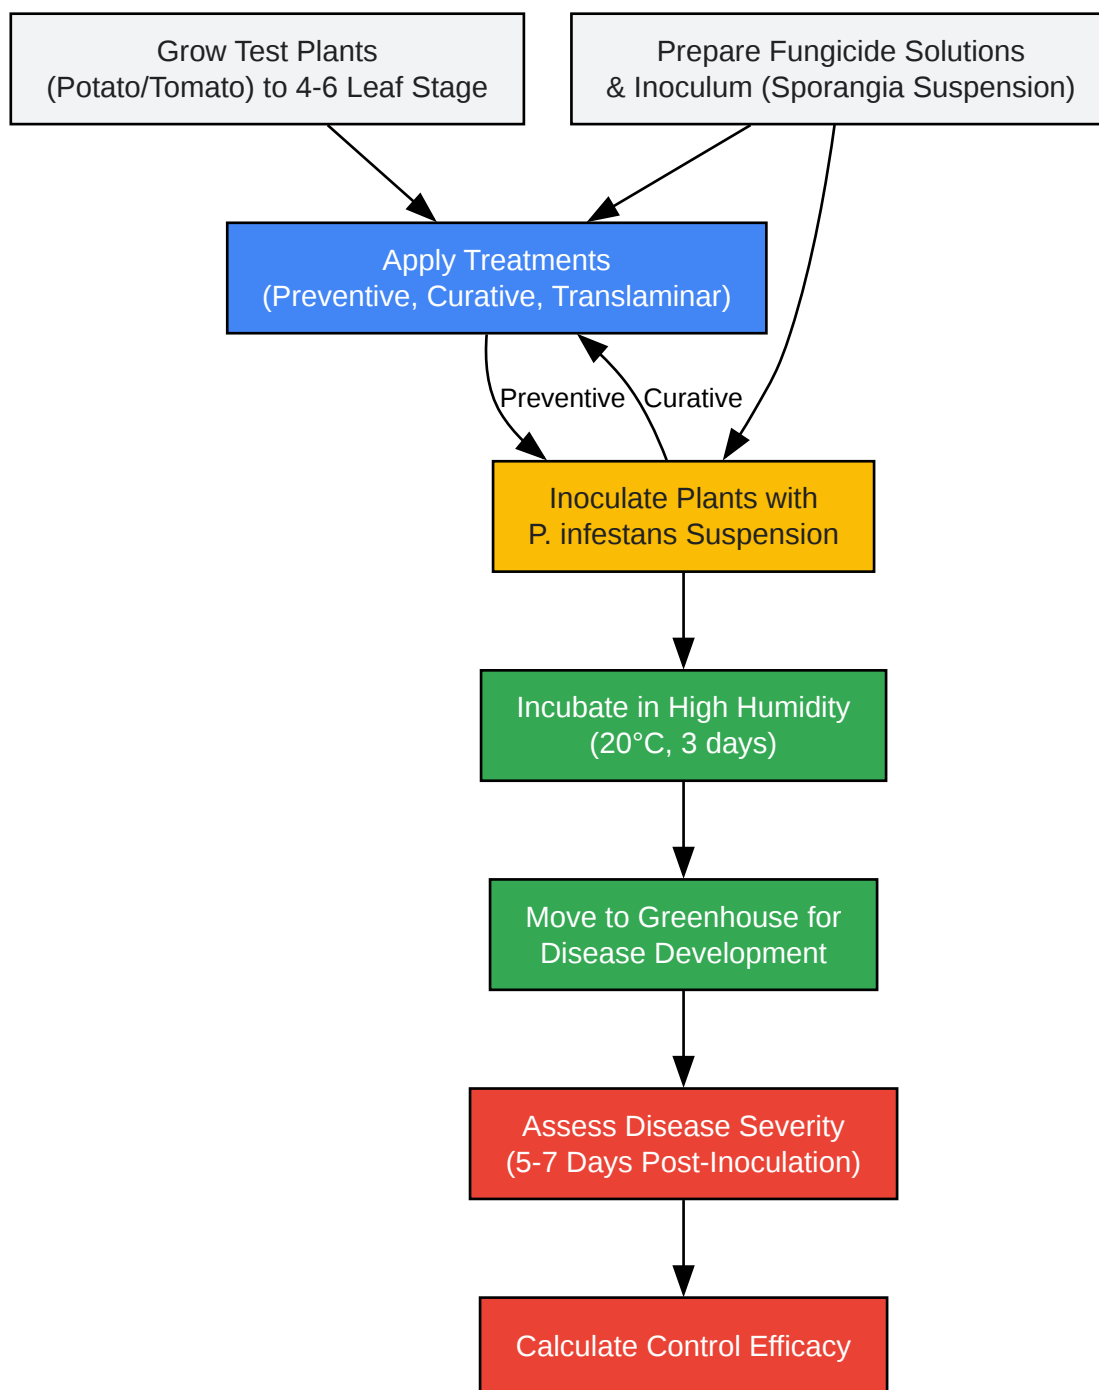 Grow Test Plants
(Potato/Tomato) to 4-6 Leaf Stage
Prepare Fungicide Solutions
& Inoculum (Sporangia Suspension)
Apply Treatments
(Preventive, Curative, Translaminar)
Preventive
Curative
Inoculate Plants with
P. infestans Suspension
Incubate in High Humidity
(20°C, 3 days)
Move to Greenhouse for
Disease Development
Assess Disease Severity
(5-7 Days Post-Inoculation)
Calculate Control Efficacy